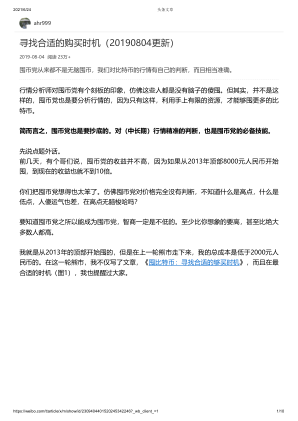 2021/6/24
头条文章
ahr999
寻找合适的购买时机（20190804更新）
2019-08-04 阅读 23万+
囤币党从来都不是无脑囤币，我们对比特币的行情有自己的判断，而且相当准确。
行情分析师对囤币党有个刻板的印象，仿佛这些人都是没有脑子的傻囤。但其实，并不是这
样的，囤币党也是要分析行情的，因为只有这样，利用手上有限的资源，才能够囤更多的比
特币。
简而言之，囤币党也是要抄底的。对（中长期）行情精准的判断，也是囤币党的必备技能。
先说点题外话。
前几天，有个哥们说，囤币党的收益并不高，因为如果从2013年顶部8000元人民币开始
囤，到现在的收益也就不到10倍。
你们把囤币党想得也太笨了。仿佛囤币党对价格完全没有判断，不知道什么是高点，什么是
低点，人傻运气也差，在高点无脑梭哈吗？
要知道囤币党之所以能成为囤币党，智商一定是不低的。至少比你想象的要高，甚至比绝大
多数人都高。
我就是从2013年的顶部开始囤的，但是在上一轮熊市走下来，我的总成本是低于2000元人
民币的。在这一轮熊市，我不仅写了文章，《囤比特币：寻找合适的够买时机》，而且在最
合适的时机（图1），我也提醒过大家。
1/18